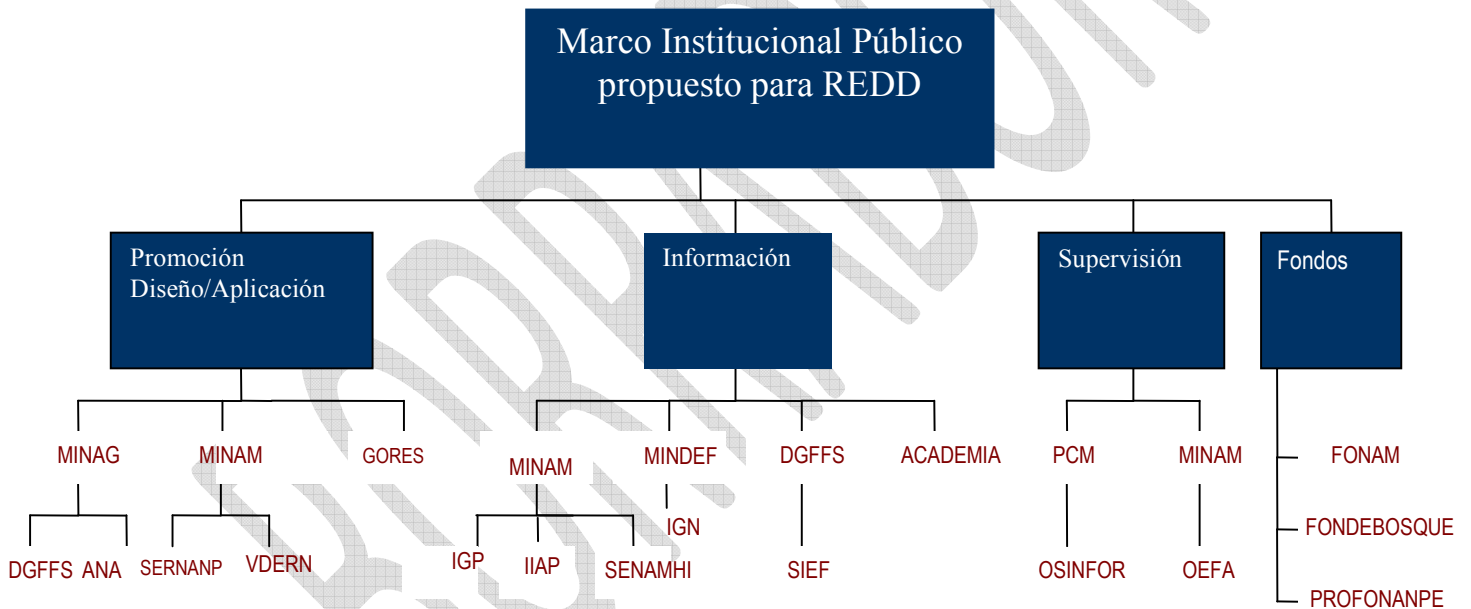 Marco Institucional Público
propuesto para REDD
Promoción
Diseño/Aplicación
Información
Supervisión
Fondos
MINAG
MINAM
GORES
MINAM
MINDEF
DGFFS
ACADEMIA
PCM
MINAM
FONAM
DGFFS ANA
SERNANP
VDERN
IGP
IIAP
SENAMHI
IGN
SIEF
OSINFOR
OEFA
FONDEBOSQUE
PROFONANPE
BORRADOR